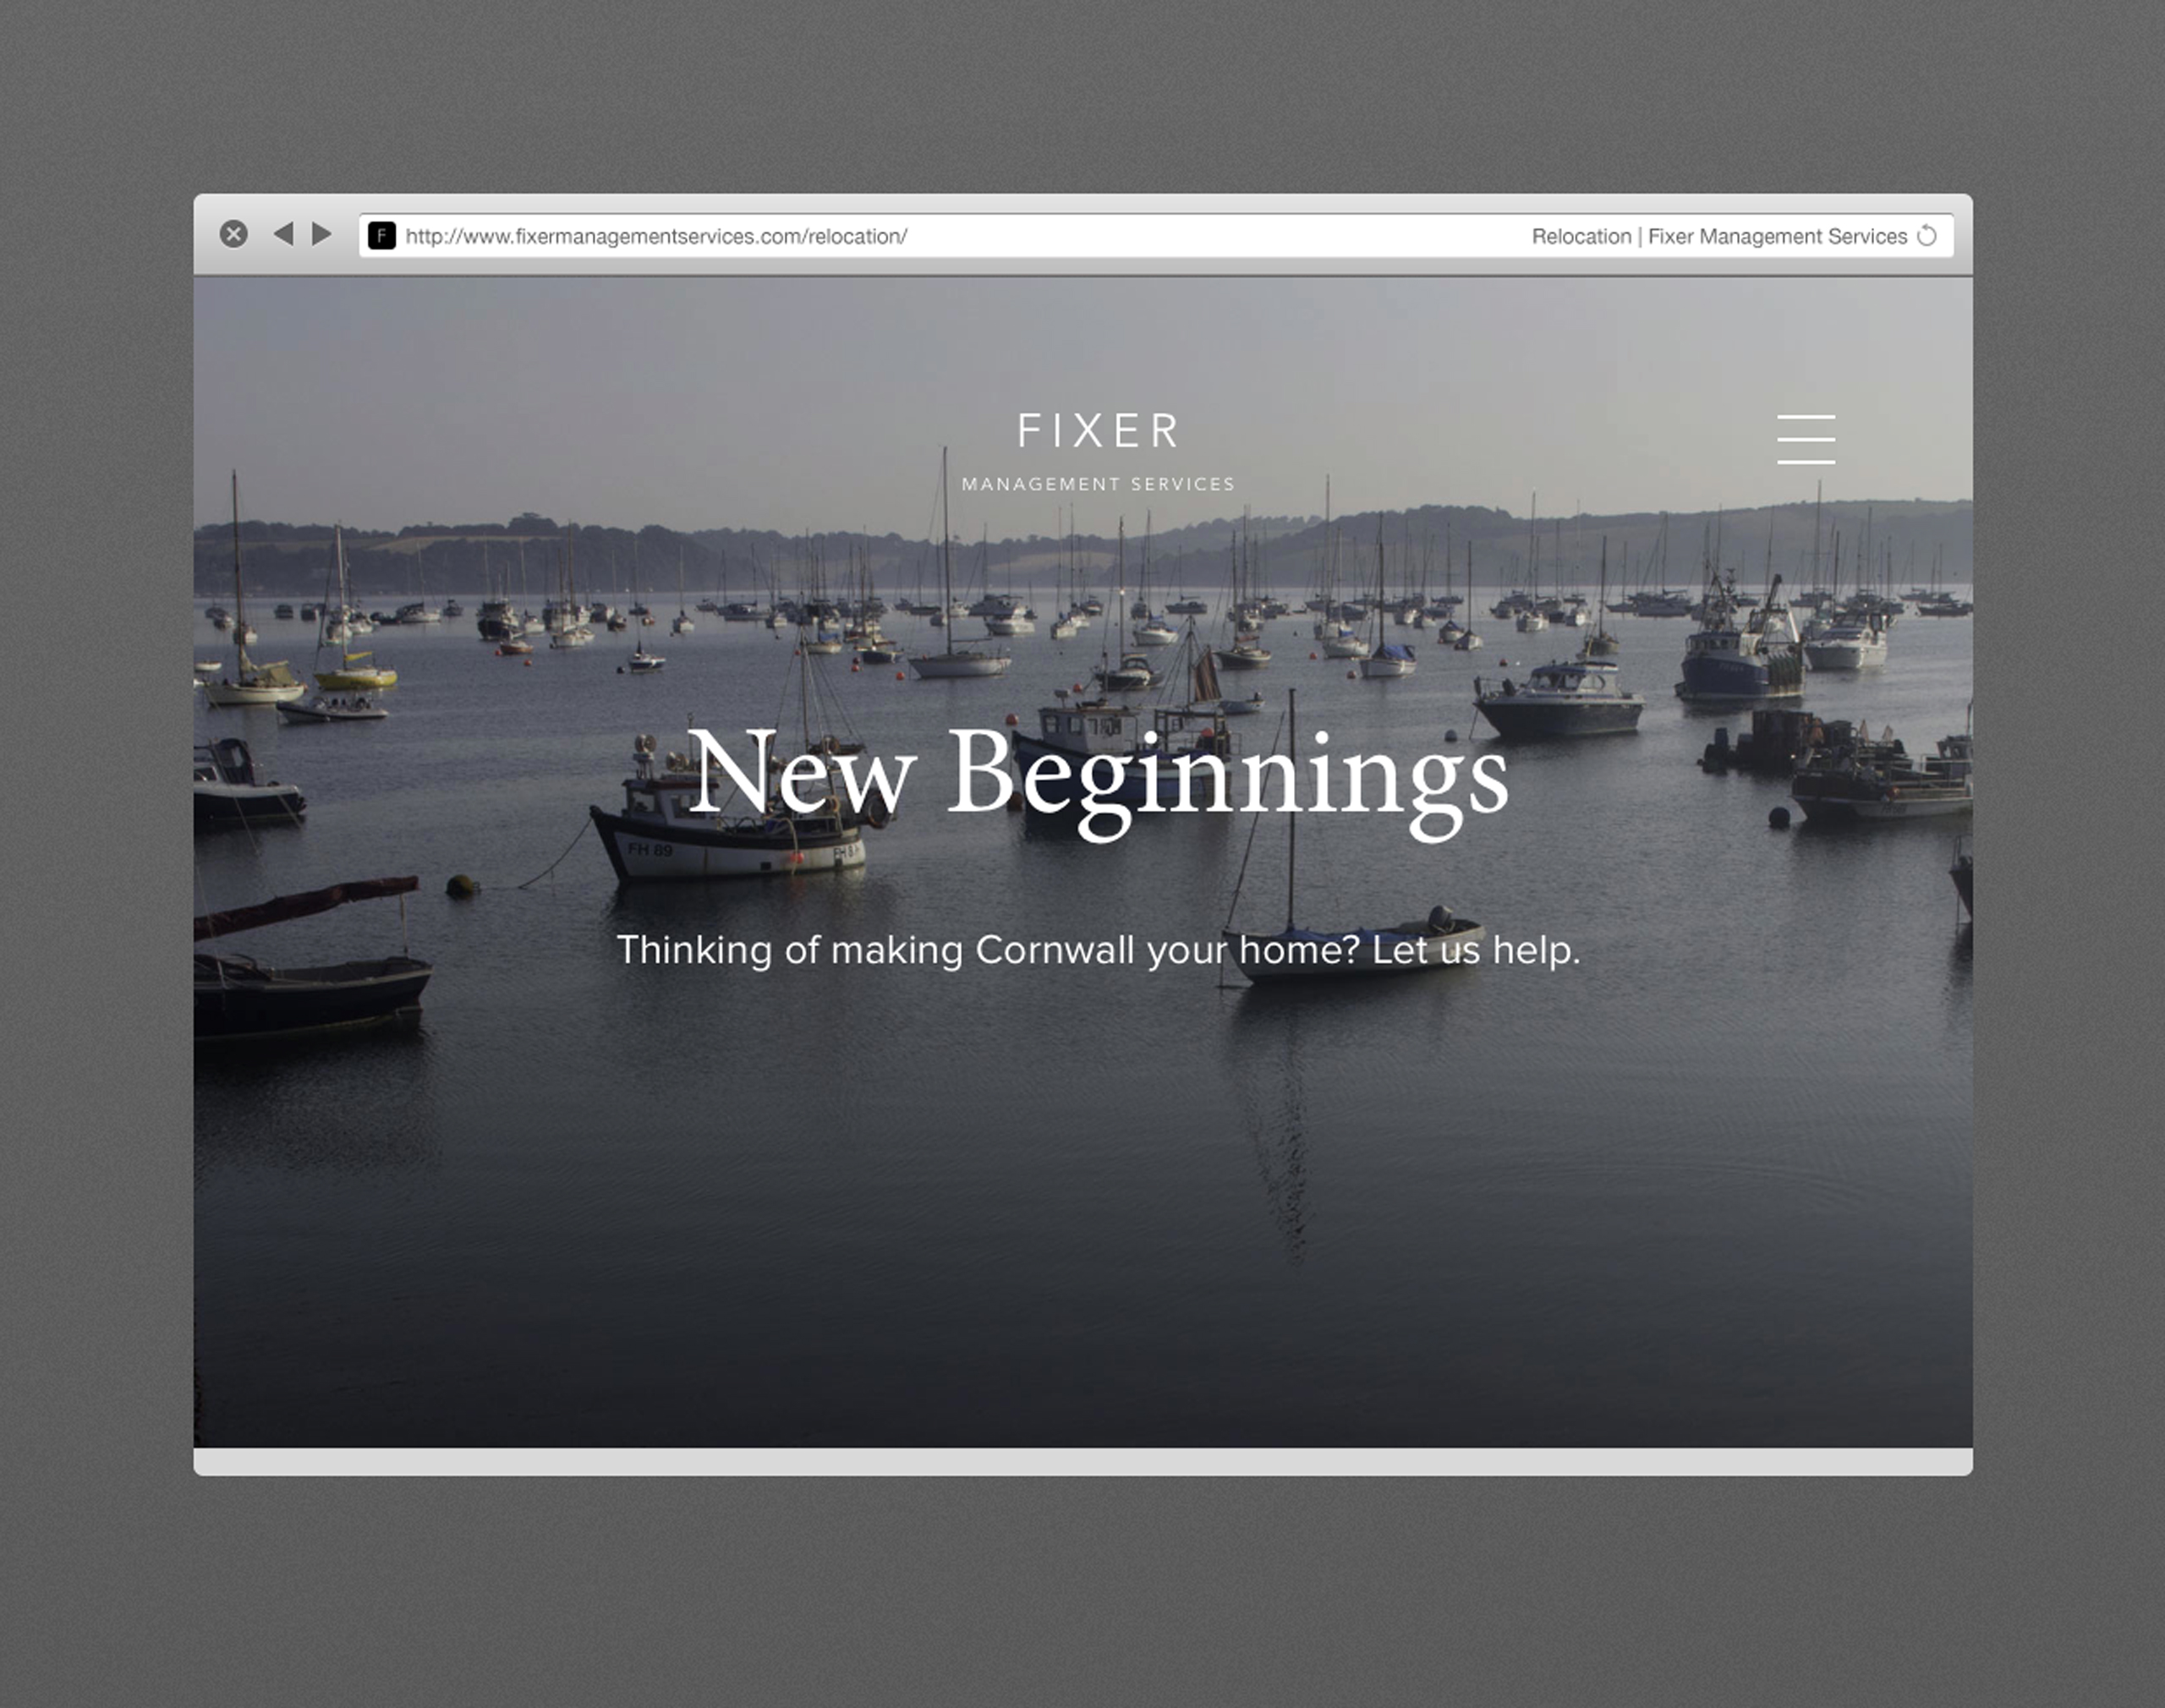 F http://www.fixermanagementservices.com/relocation/ Relocation | Fixer Management Services
FIXER
MANAGEMENT SERVICES
New Beginnings
FH 89
Thinking of making Cornwall your home? Let us help.